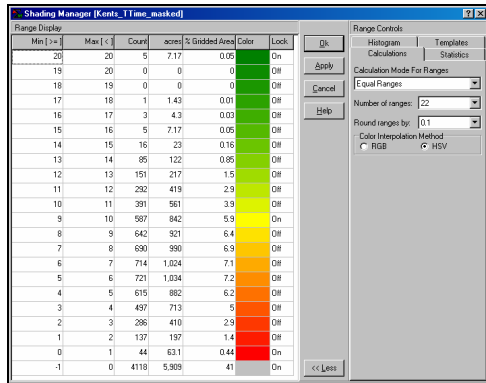 Shading Manager [Kents_TTime_masked]
Range Display
Min [ >= ] Max [ < ] Count acres % Gridded Area Color Lock
20 20 5 7.17 0.05 On
19 20 0 0 0 Off
18 19 0 0 0 Off
17 18 1 1.43 0.01 Off
16 17 3 4.3 0.03 Off
15 16 5 7.17 0.05 Off
14 15 16 23 0.16 Off
13 14 85 122 0.85 Off
12 13 151 217 1.5 Off
11 12 292 419 2.9 Off
10 11 391 561 3.9 Off
9 10 587 842 5.9 On
8 9 642 921 6.4 Off
7 8 690 990 6.9 Off
6 7 714 1,024 7.1 Off
5 6 721 1,034 7.2 Off
4 5 615 882 6.2 Off
3 4 497 713 5 Off
2 3 286 410 2.9 Off
1 2 137 197 1.4 Off
0 1 44 63.1 0.44 On
-1 0 4118 5,909 41 On
Ok
Apply
Cancel
Help
<< Less
Range Controls
Histogram Templates
Calculations Statistics
Calculation Mode For Ranges
Equal Ranges
Number of ranges: 22
Round ranges by: 0.1
Color Interpolation Method
RGB HSV